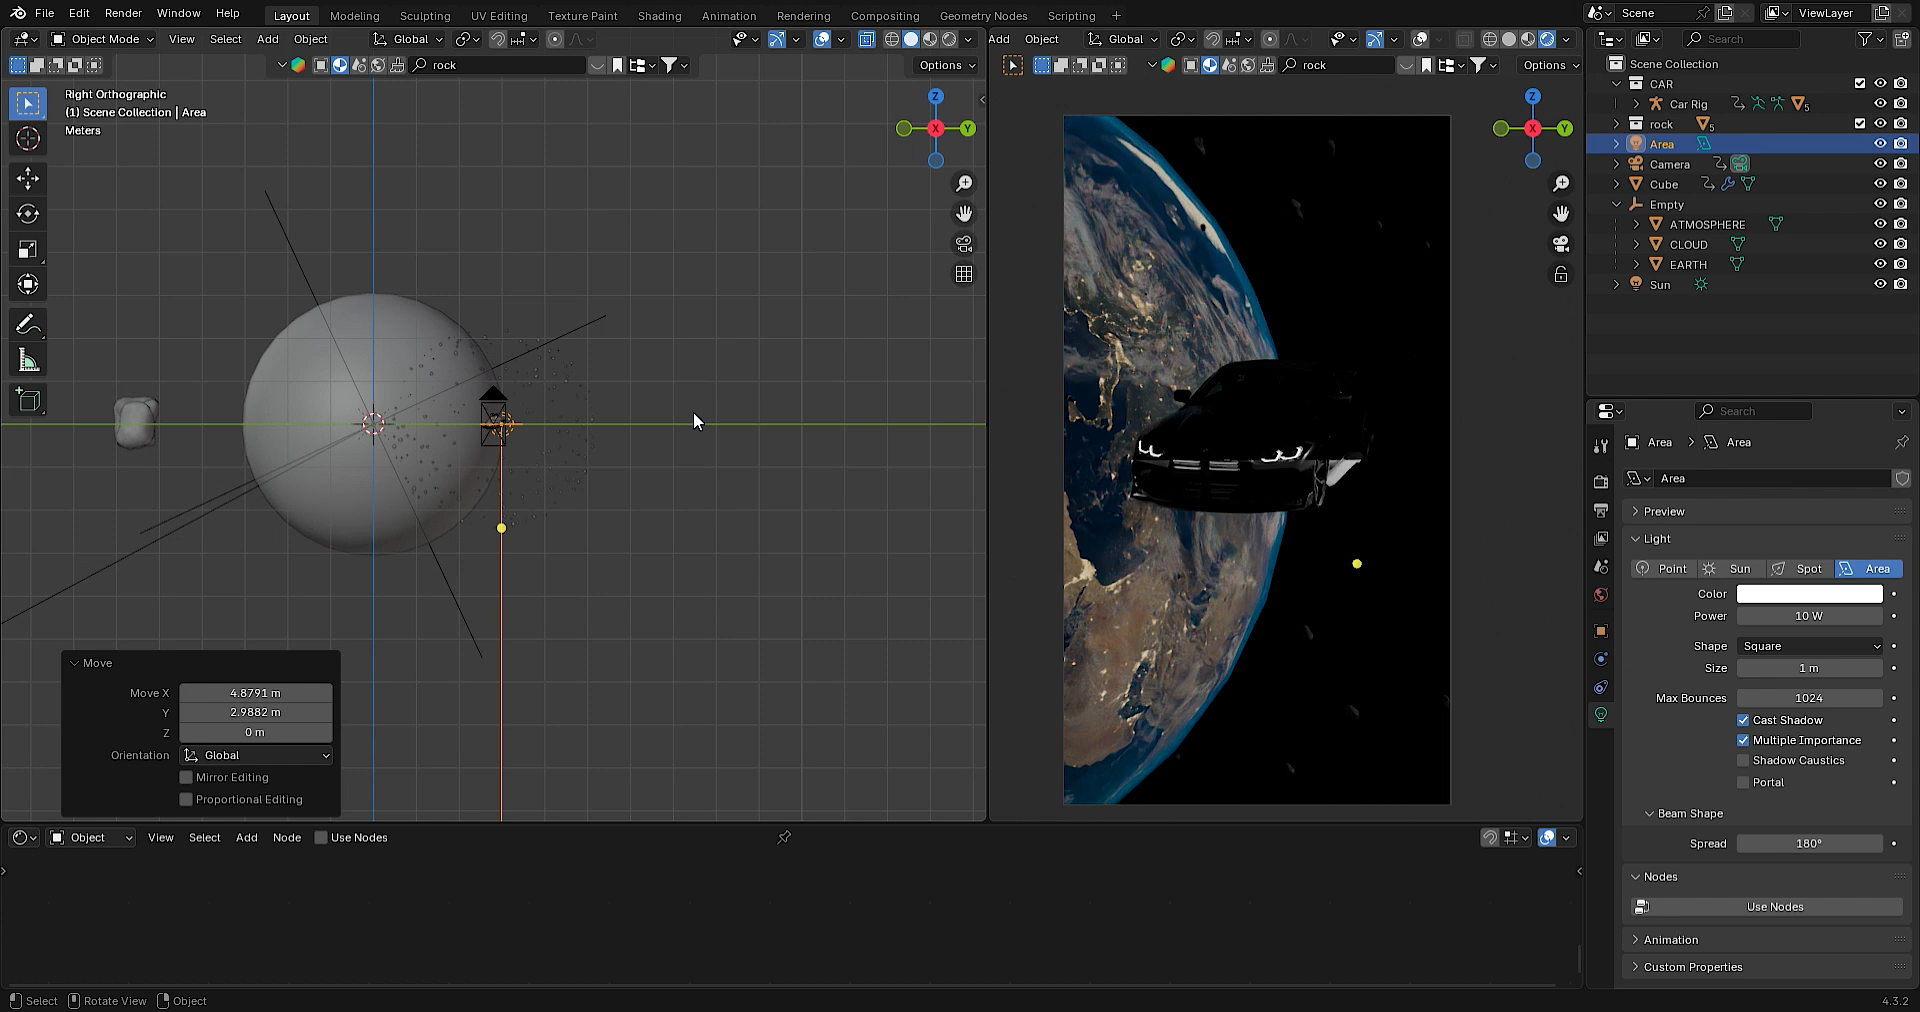 File Edit Render Window Help Layout Modeling Sculpting UV Editing Texture Paint Shading Animation Rendering Compositing Geometry Nodes Scripting + Scene ViewLayer
Object Mode View Select Add Object Global
Add Object Global
Search
rock Options
rock Options
Right Orthographic
(1) Scene Collection | Area
Meters
Z
Y
X
Z
Y
X
Scene Collection
CAR
Car Rig 5
rock 5
Area
Camera
Cube
Empty
ATMOSPHERE
CLOUD
EARTH
Sun
Search
Area > Area
Area
Preview
Light
Point Sun Spot Area
Color
Power 10 W
Shape Square
Size 1 m
Max Bounces 1024
Cast Shadow
Multiple Importance
Shadow Caustics
Portal
Beam Shape
Spread 180°
Nodes
Use Nodes
Animation
Custom Properties
Move
Move X 4.8791 m
Y 2.9882 m
Z 0 m
Orientation Global
Mirror Editing
Proportional Editing
Object View Select Add Node Use Nodes
Select Rotate View Object 4.3.2